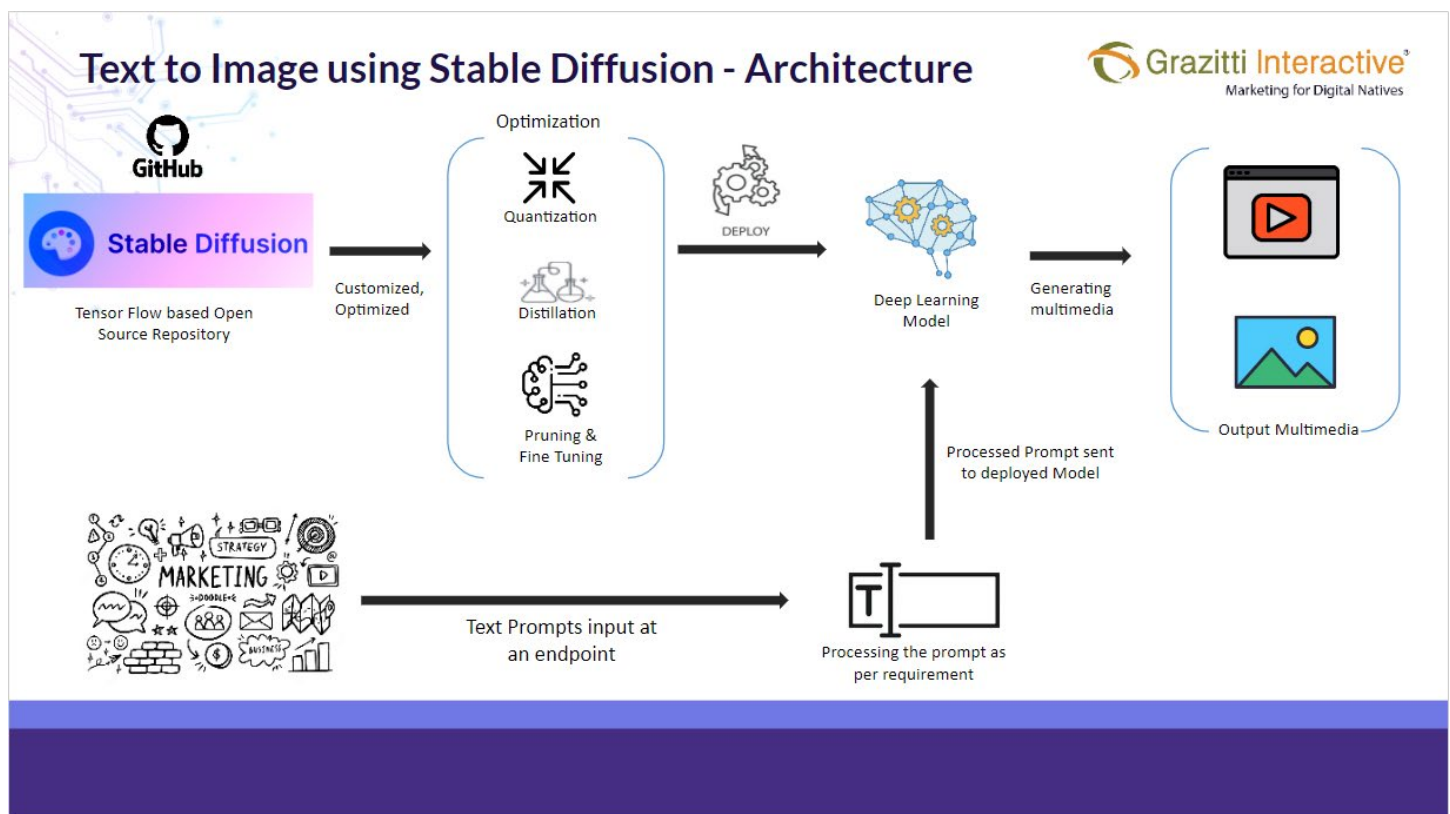 Text to Image using Stable Diffusion - Architecture
Grazitti Interactive®
Marketing for Digital Natives
GitHub
Stable Diffusion
Tensor Flow based Open
Source Repository
Customized,
Optimized
Optimization
Quantization
Distillation
Pruning &
Fine Tuning
DEPLOY
Deep Learning
Model
Generating
multimedia
Output Multimedia
Processed Prompt sent
to deployed Model
STRATEGY
MARKETING
DOODLE
BUSINESS
Text Prompts input at
an endpoint
T
Processing the prompt as
per requirement